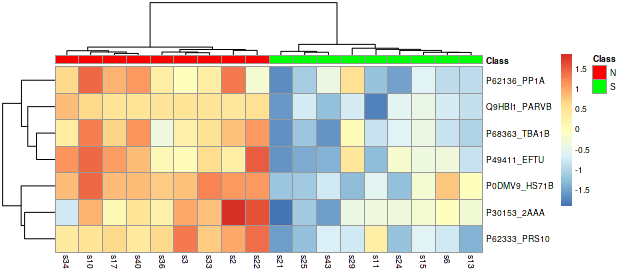 Class
Class
N
S
1.5
1
0.5
0
-0.5
-1
-1.5
P62136_PP1A
Q9HBI1_PARVB
P68363_TBA1B
P49411_EFTU
P0DMV9_HS71B
P30153_2AAA
P62333_PRS10
s34 s10 s17 s40 s36 s3 s33 s2 s22 s21 s25 s43 s29 s11 s24 s15 s6 s13